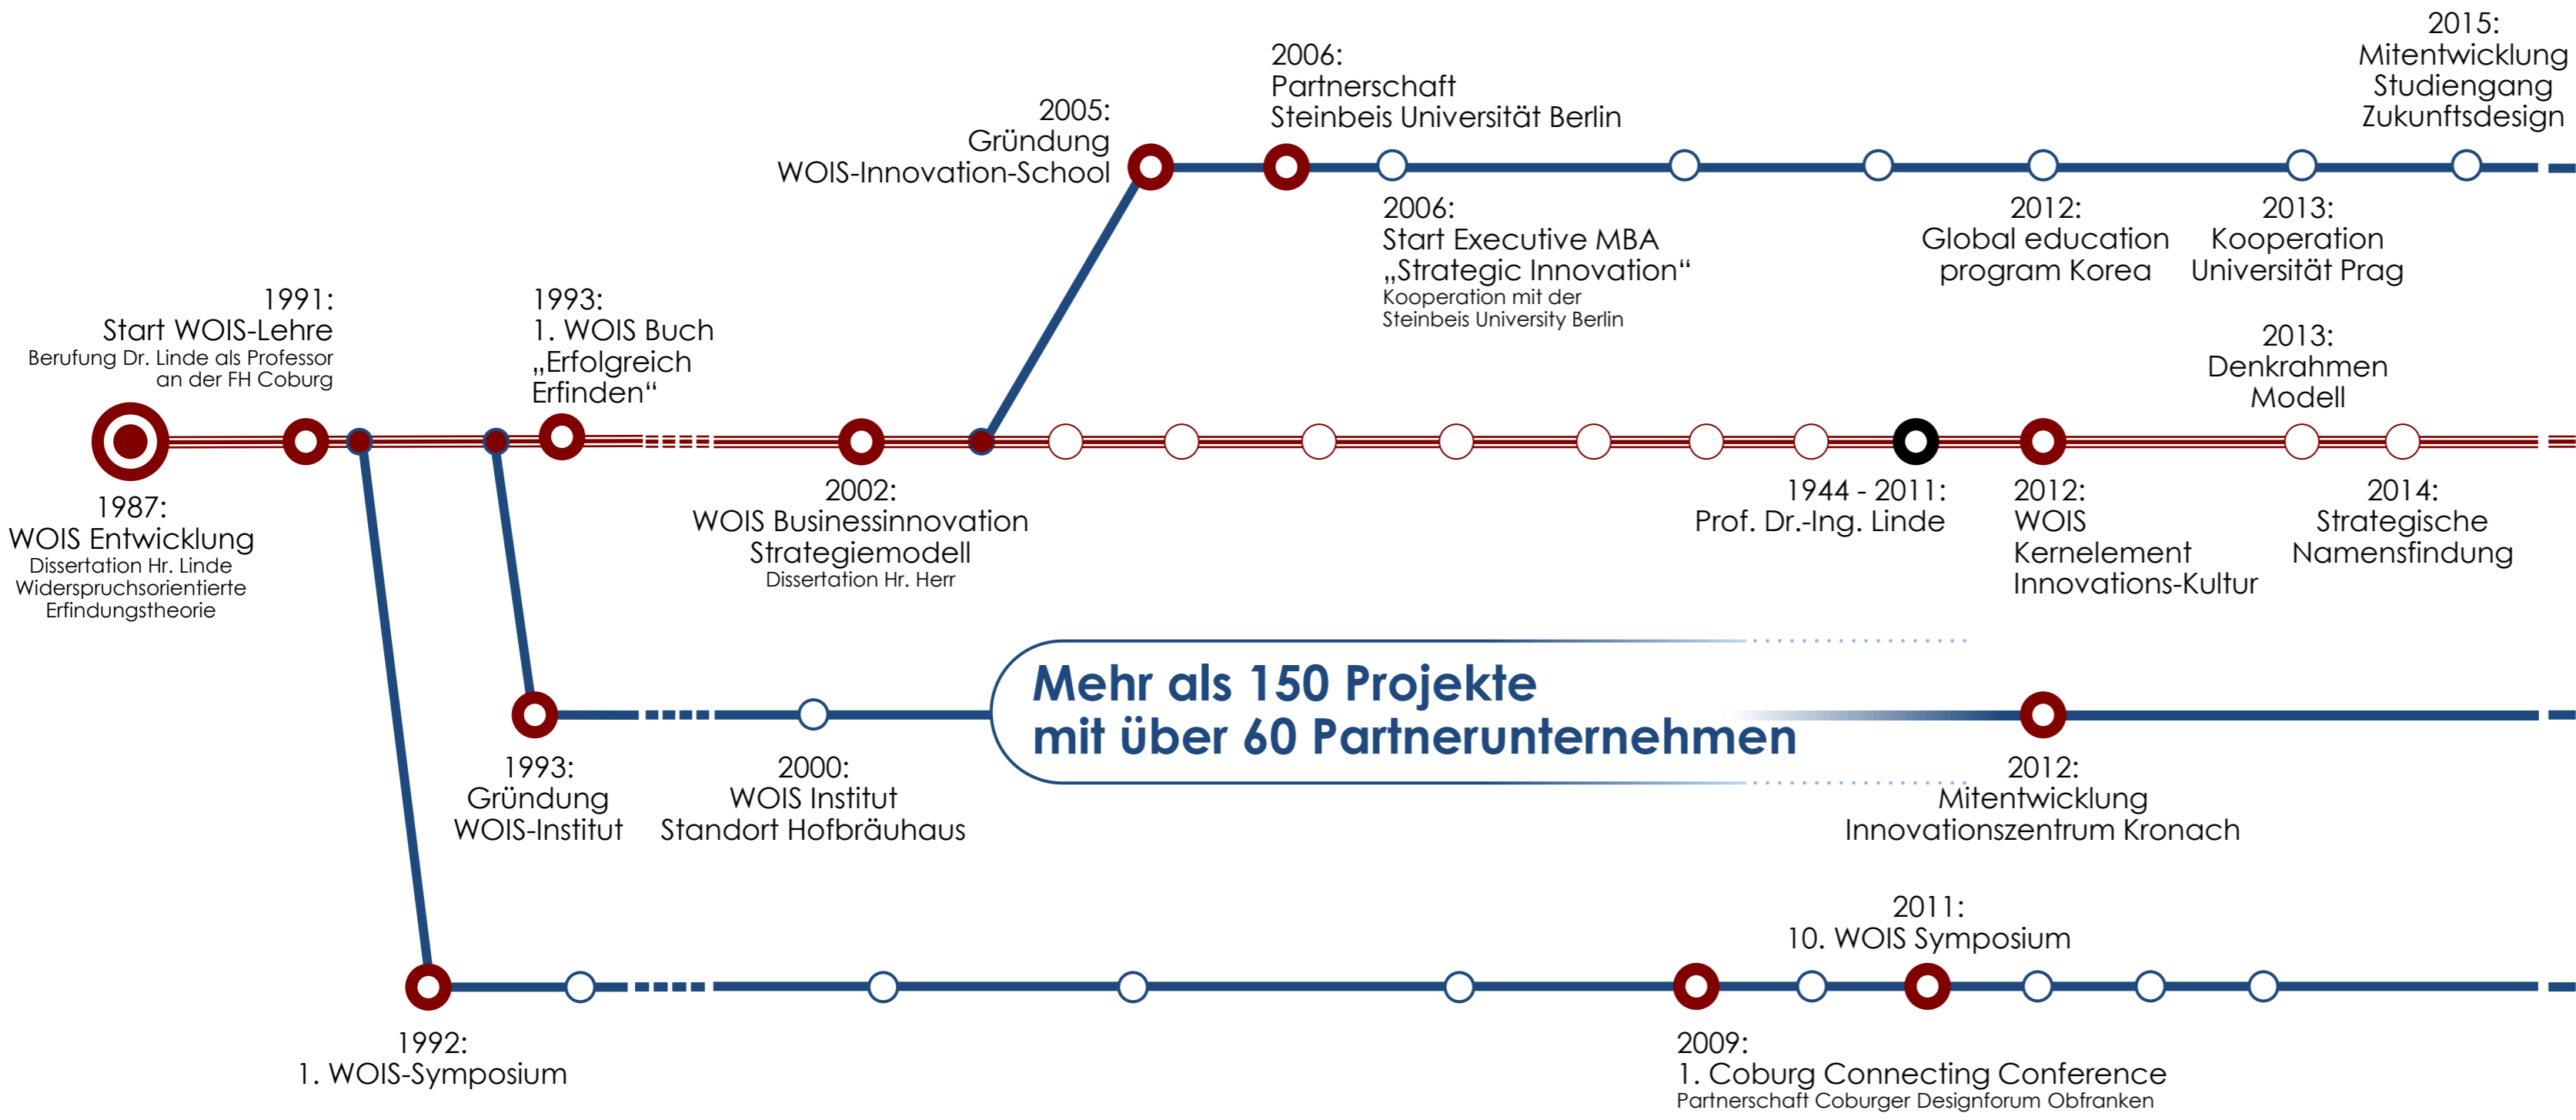 2015:
Mitentwicklung
Studiengang
Zukunftsdesign
2006:
Partnerschaft
Steinbeis Universität Berlin
2005:
Gründung
WOIS-Innovation-School
2006:
Start Executive MBA
„Strategic Innovation“
Kooperation mit der
Steinbeis University Berlin
2012:
Global education
program Korea
2013:
Kooperation
Universität Prag
1991:
Start WOIS-Lehre
Berufung Dr. Linde als Professor
an der FH Coburg
1993:
1. WOIS Buch
„Erfolgreich
Erfinden“
2013:
Denkrahmen
Modell
1987:
WOIS Entwicklung
Dissertation Hr. Linde
Widerspruchsorientierte
Erfindungstheorie
2002:
WOIS Businessinnovation
Strategiemodell
Dissertation Hr. Herr
1944 - 2011:
Prof. Dr.-Ing. Linde
2012:
WOIS
Kernelement
Innovations-Kultur
2014:
Strategische
Namensfindung
Mehr als 150 Projekte
mit über 60 Partnerunternehmen
1993:
Gründung
WOIS-Institut
2000:
WOIS Institut
Standort Hofbräuhaus
2012:
Mitentwicklung
Innovationszentrum Kronach
2011:
10. WOIS Symposium
1992:
1. WOIS-Symposium
2009:
1. Coburg Connecting Conference
Partnerschaft Coburger Designforum Obfranken